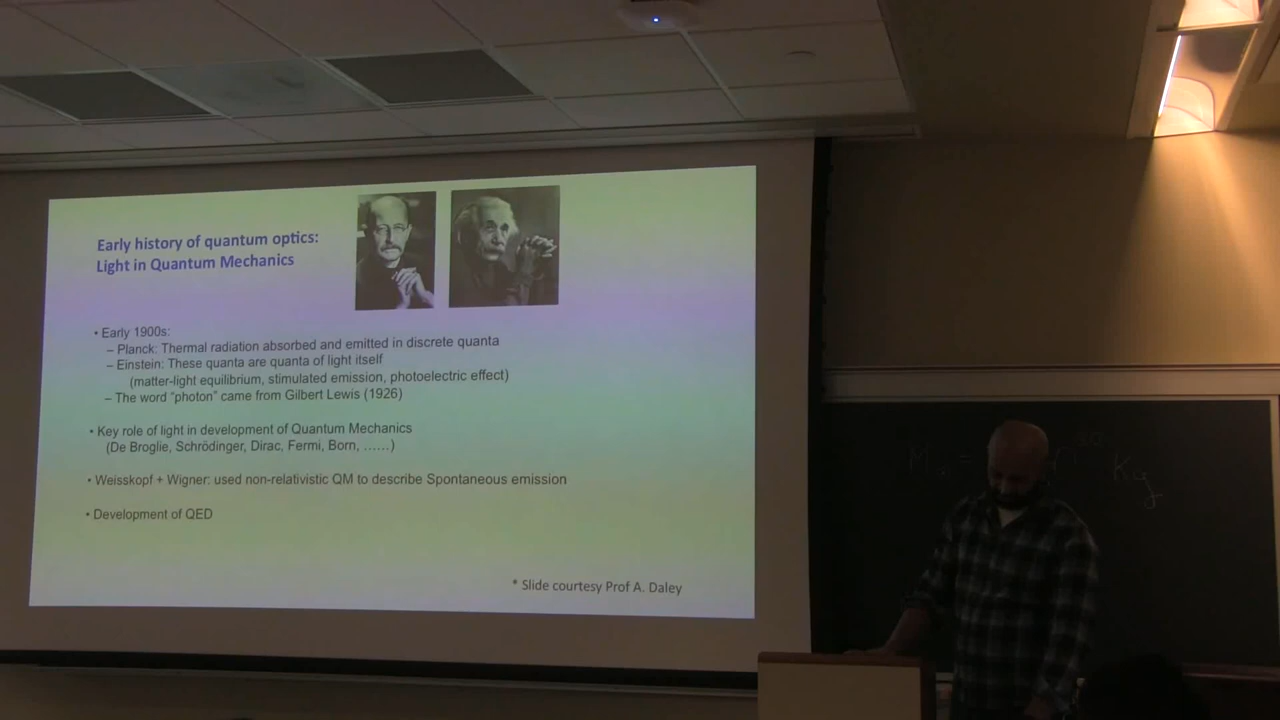 Early history of quantum optics:
Light in Quantum Mechanics
• Early 1900s:
– Planck: Thermal radiation absorbed and emitted in discrete quanta
– Einstein: These quanta are quanta of light itself
(matter-light equilibrium, stimulated emission, photoelectric effect)
– The word "photon" came from Gilbert Lewis (1926)
• Key role of light in development of Quantum Mechanics
(De Broglie, Schrödinger, Dirac, Fermi, Born, ……)
• Weisskopf + Wigner: used non-relativistic QM to describe Spontaneous emission
• Development of QED
* Slide courtesy Prof A. Daley
Kg